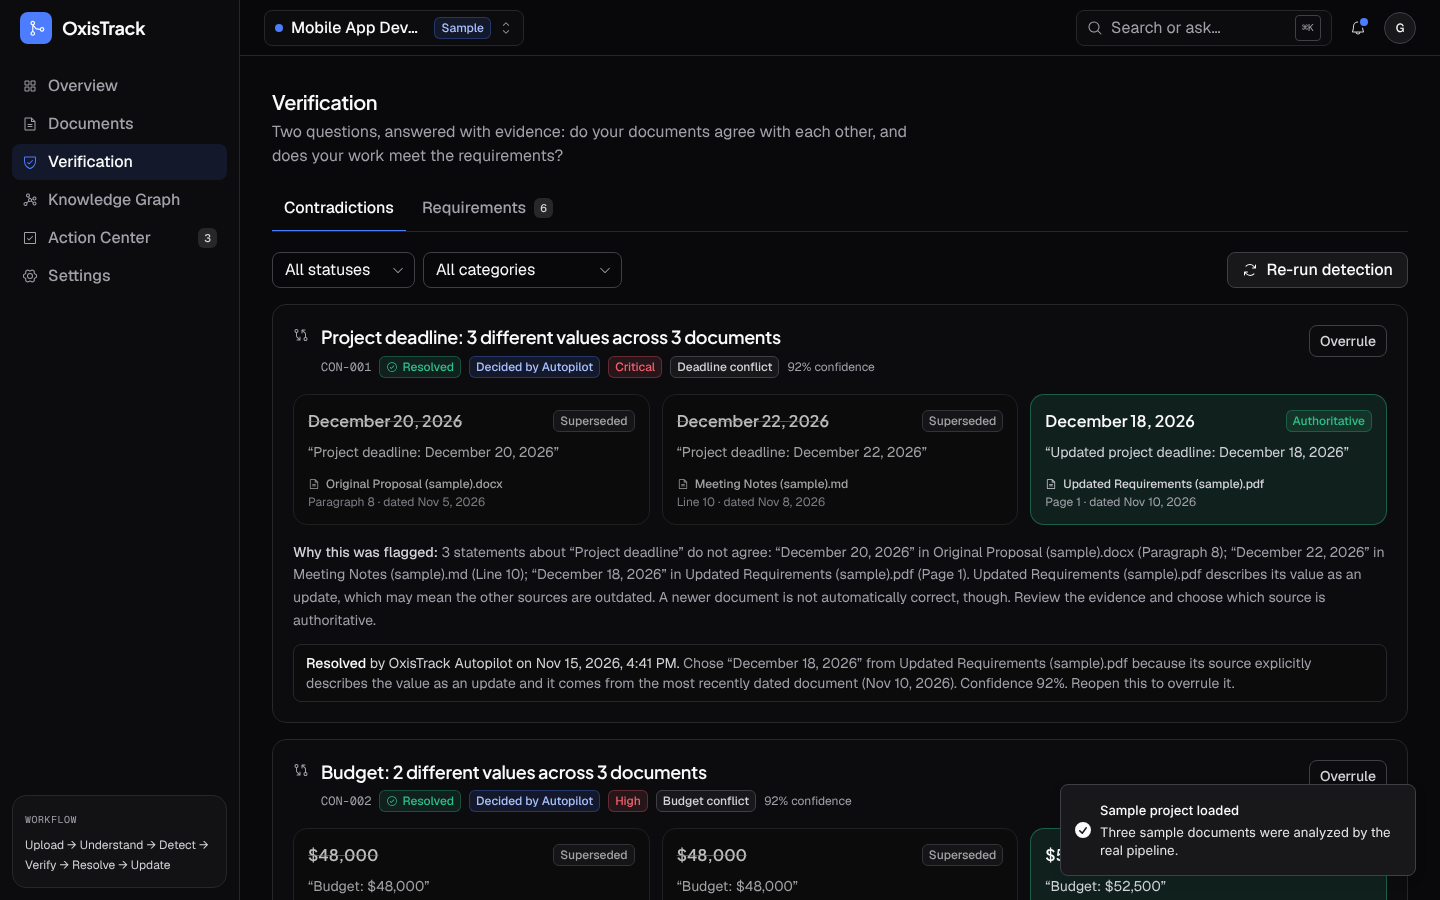 OxisTrack
Mobile App Dev... Sample
Search or ask... ⌘K
G
Overview
Documents
Verification
Knowledge Graph
Action Center 3
Settings
WORKFLOW
Upload → Understand → Detect →
Verify → Resolve → Update
Verification
Two questions, answered with evidence: do your documents agree with each other, and
does your work meet the requirements?
Contradictions Requirements 6
All statuses All categories Re-run detection
Project deadline: 3 different values across 3 documents
Overrule
CON-001 Resolved Decided by Autopilot Critical Deadline conflict 92% confidence
December 20, 2026 Superseded
“Project deadline: December 20, 2026”
Original Proposal (sample).docx
Paragraph 8 · dated Nov 5, 2026
December 22, 2026 Superseded
“Project deadline: December 22, 2026”
Meeting Notes (sample).md
Line 10 · dated Nov 8, 2026
December 18, 2026 Authoritative
“Updated project deadline: December 18, 2026”
Updated Requirements (sample).pdf
Page 1 · dated Nov 10, 2026
Why this was flagged: 3 statements about “Project deadline” do not agree: “December 20, 2026” in Original Proposal (sample).docx (Paragraph 8); “December 22, 2026” in
Meeting Notes (sample).md (Line 10); “December 18, 2026” in Updated Requirements (sample).pdf (Page 1). Updated Requirements (sample).pdf describes its value as an
update, which may mean the other sources are outdated. A newer document is not automatically correct, though. Review the evidence and choose which source is
authoritative.
Resolved by OxisTrack Autopilot on Nov 15, 2026, 4:41 PM. Chose “December 18, 2026” from Updated Requirements (sample).pdf because its source explicitly
describes the value as an update and it comes from the most recently dated document (Nov 10, 2026). Confidence 92%. Reopen this to overrule it.
Budget: 2 different values across 3 documents
Overrule
CON-002 Resolved Decided by Autopilot High Budget conflict 92% confidence
$48,000 Superseded
“Budget: $48,000”
$48,000 Superseded
“Budget: $48,000”
“Budget: $52,500”
Sample project loaded
Three sample documents were analyzed by the
real pipeline.